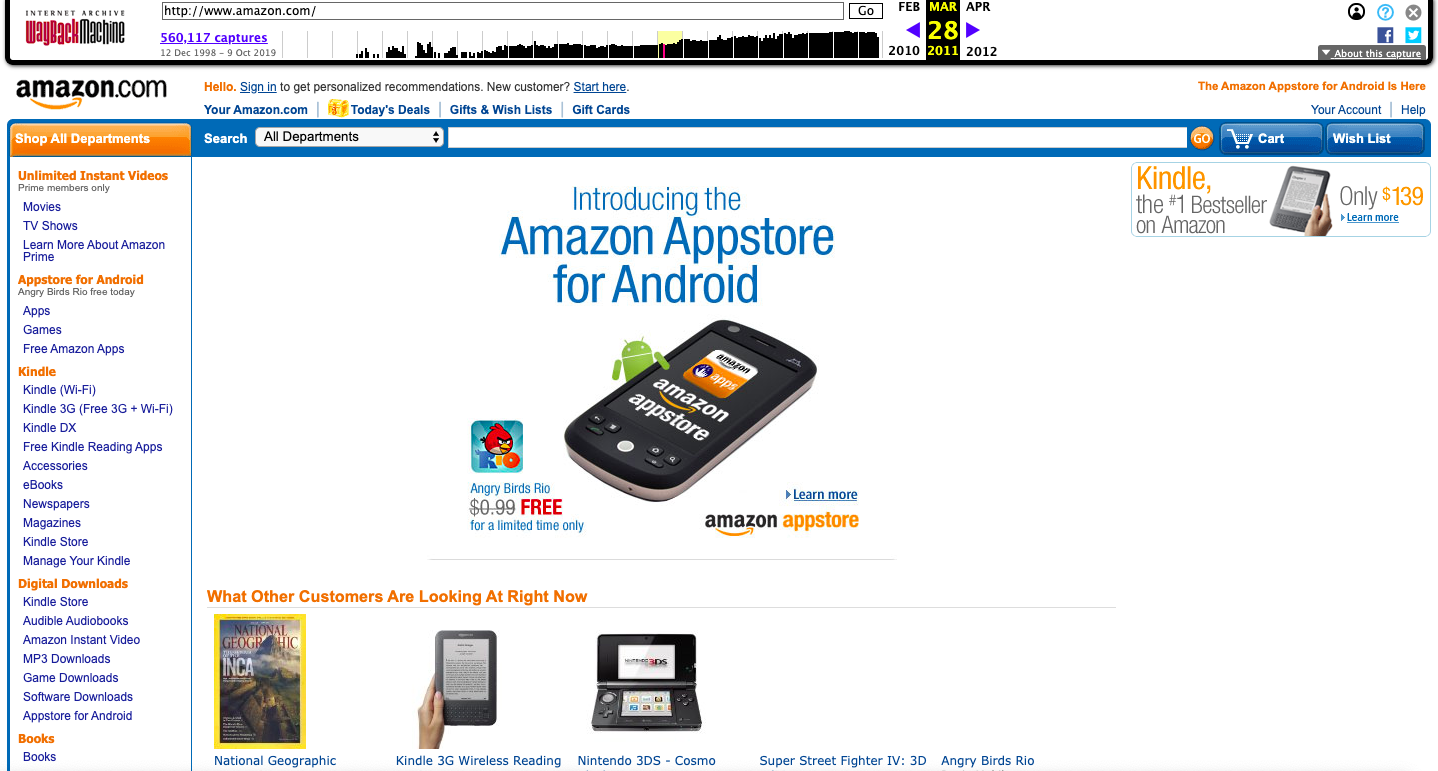 INTERNET ARCHIVE
WayBackMachine
http://www.amazon.com/
Go
560,117 captures
12 Dec 1998 – 9 Oct 2019
FEB MAR APR
28
2010 2011 2012
About this capture
amazon.com
Hello. Sign in to get personalized recommendations. New customer? Start here.
The Amazon Appstore for Android Is Here
Your Amazon.com
Today's Deals
Gifts & Wish Lists
Gift Cards
Your Account
Help
Shop All Departments
Search
All Departments
GO
Cart
Wish List
Unlimited Instant Videos
Prime members only
Movies
TV Shows
Learn More About Amazon
Prime
Appstore for Android
Angry Birds Rio free today
Apps
Games
Free Amazon Apps
Kindle
Kindle (Wi-Fi)
Kindle 3G (Free 3G + Wi-Fi)
Kindle DX
Free Kindle Reading Apps
Accessories
eBooks
Newspapers
Magazines
Kindle Store
Manage Your Kindle
Digital Downloads
Kindle Store
Audible Audiobooks
Amazon Instant Video
MP3 Downloads
Game Downloads
Software Downloads
Appstore for Android
Books
Books
Introducing the
Amazon Appstore
for Android
amazon
apps
amazon
appstore
RIO
Angry Birds Rio
$0.99 FREE
for a limited time only
Learn more
amazon appstore
Kindle,
the #1 Bestseller
on Amazon
Only $139
Learn more
What Other Customers Are Looking At Right Now
NATIONAL
GEOGRAPHIC
INCA
NINTENDO 3DS
National Geographic
Kindle 3G Wireless Reading
Nintendo 3DS - Cosmo
Super Street Fighter IV: 3D
Angry Birds Rio